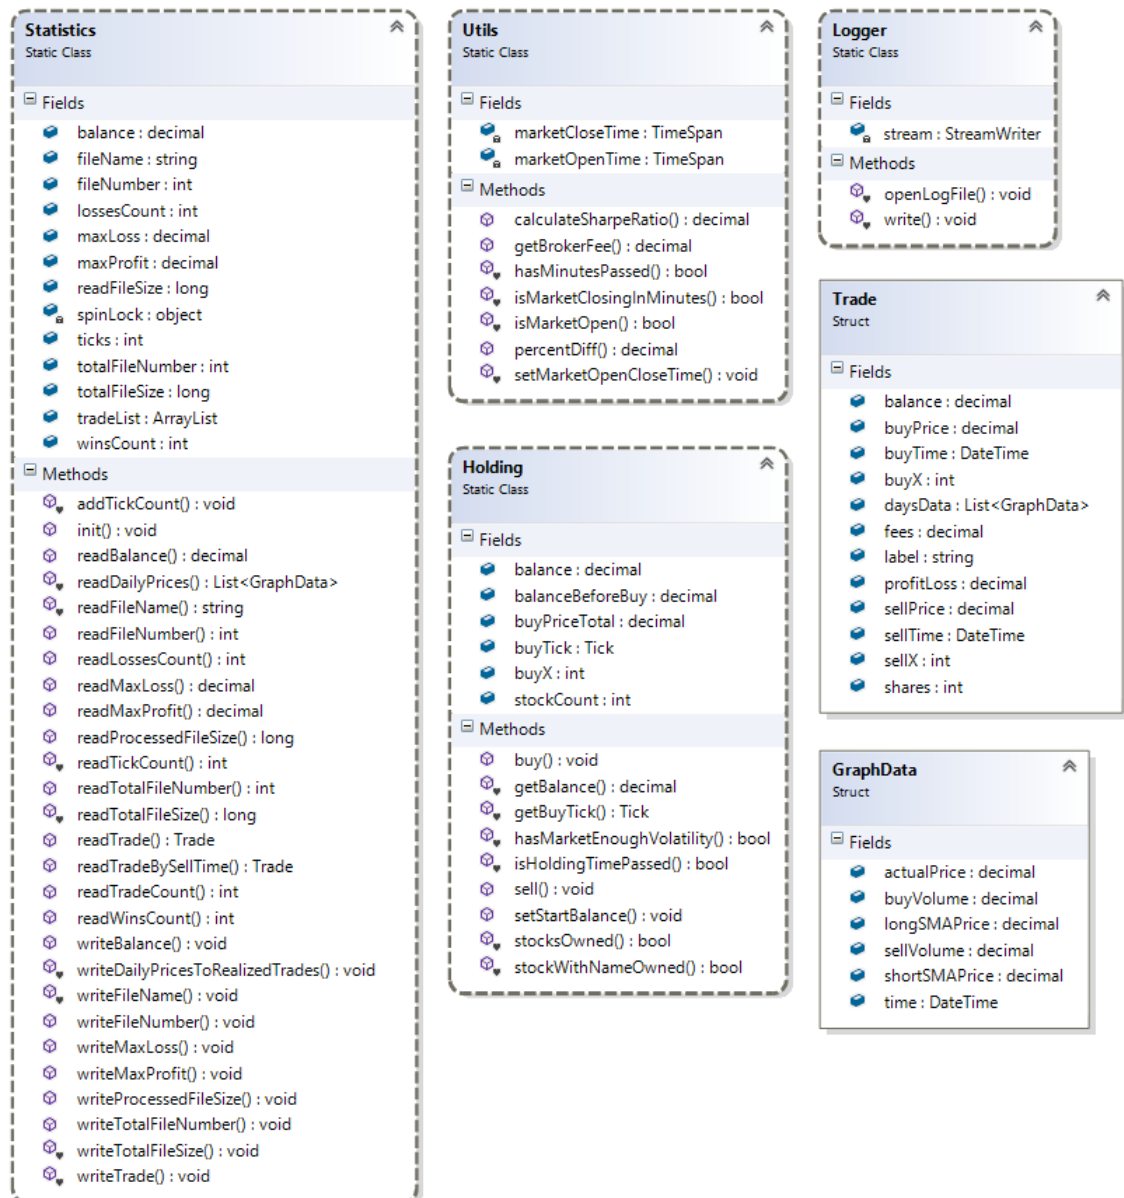 Statistics
Static Class
Fields
balance : decimal
fileName : string
fileNumber : int
lossesCount : int
maxLoss : decimal
maxProfit : decimal
readFileSize : long
spinLock : object
ticks : int
totalFileNumber : int
totalFileSize : long
tradeList : ArrayList
winsCount : int
Methods
addTickCount() : void
init() : void
readBalance() : decimal
readDailyPrices() : List<GraphData>
readFileName() : string
readFileNumber() : int
readLossesCount() : int
readMaxLoss() : decimal
readMaxProfit() : decimal
readProcessedFileSize() : long
readTickCount() : int
readTotalFileNumber() : int
readTotalFileSize() : long
readTrade() : Trade
readTradeBySellTime() : Trade
readTradeCount() : int
readWinsCount() : int
writeBalance() : void
writeDailyPricesToRealizedTrades() : void
writeFileName() : void
writeFileNumber() : void
writeMaxLoss() : void
writeMaxProfit() : void
writeProcessedFileSize() : void
writeTotalFileNumber() : void
writeTotalFileSize() : void
writeTrade() : void
Utils
Static Class
Fields
marketCloseTime : TimeSpan
marketOpenTime : TimeSpan
Methods
calculateSharpeRatio() : decimal
getBrokerFee() : decimal
hasMinutesPassed() : bool
isMarketClosingInMinutes() : bool
isMarketOpen() : bool
percentDiff() : decimal
setMarketOpenCloseTime() : void
Holding
Static Class
Fields
balance : decimal
balanceBeforeBuy : decimal
buyPriceTotal : decimal
buyTick : Tick
buyX : int
stockCount : int
Methods
buy() : void
getBalance() : decimal
getBuyTick() : Tick
hasMarketEnoughVolatility() : bool
isHoldingTimePassed() : bool
sell() : void
setStartBalance() : void
stocksOwned() : bool
stockWithNameOwned() : bool
Logger
Static Class
Fields
stream : StreamWriter
Methods
openLogFile() : void
write() : void
Trade
Struct
Fields
balance : decimal
buyPrice : decimal
buyTime : DateTime
buyX : int
daysData : List<GraphData>
fees : decimal
label : string
profitLoss : decimal
sellPrice : decimal
sellTime : DateTime
sellX : int
shares : int
GraphData
Struct
Fields
actualPrice : decimal
buyVolume : decimal
longSMAPrice : decimal
sellVolume : decimal
shortSMAPrice : decimal
time : DateTime